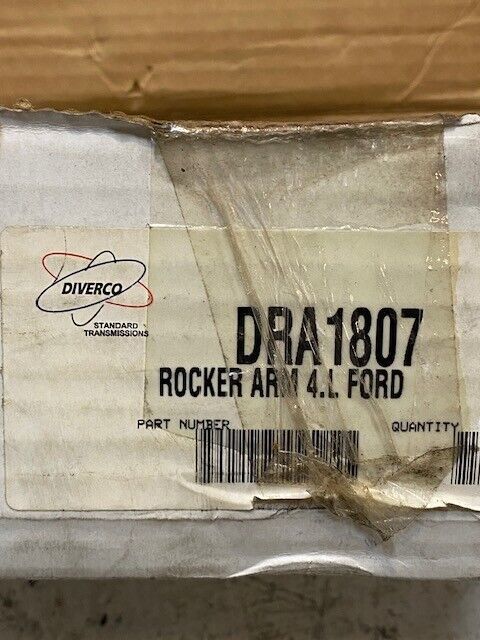 DIVERCO
STANDARD
TRANSMISSIONS
DRA1807
ROCKER ARM 4.L FORD
PART NUMBER
QUANTITY